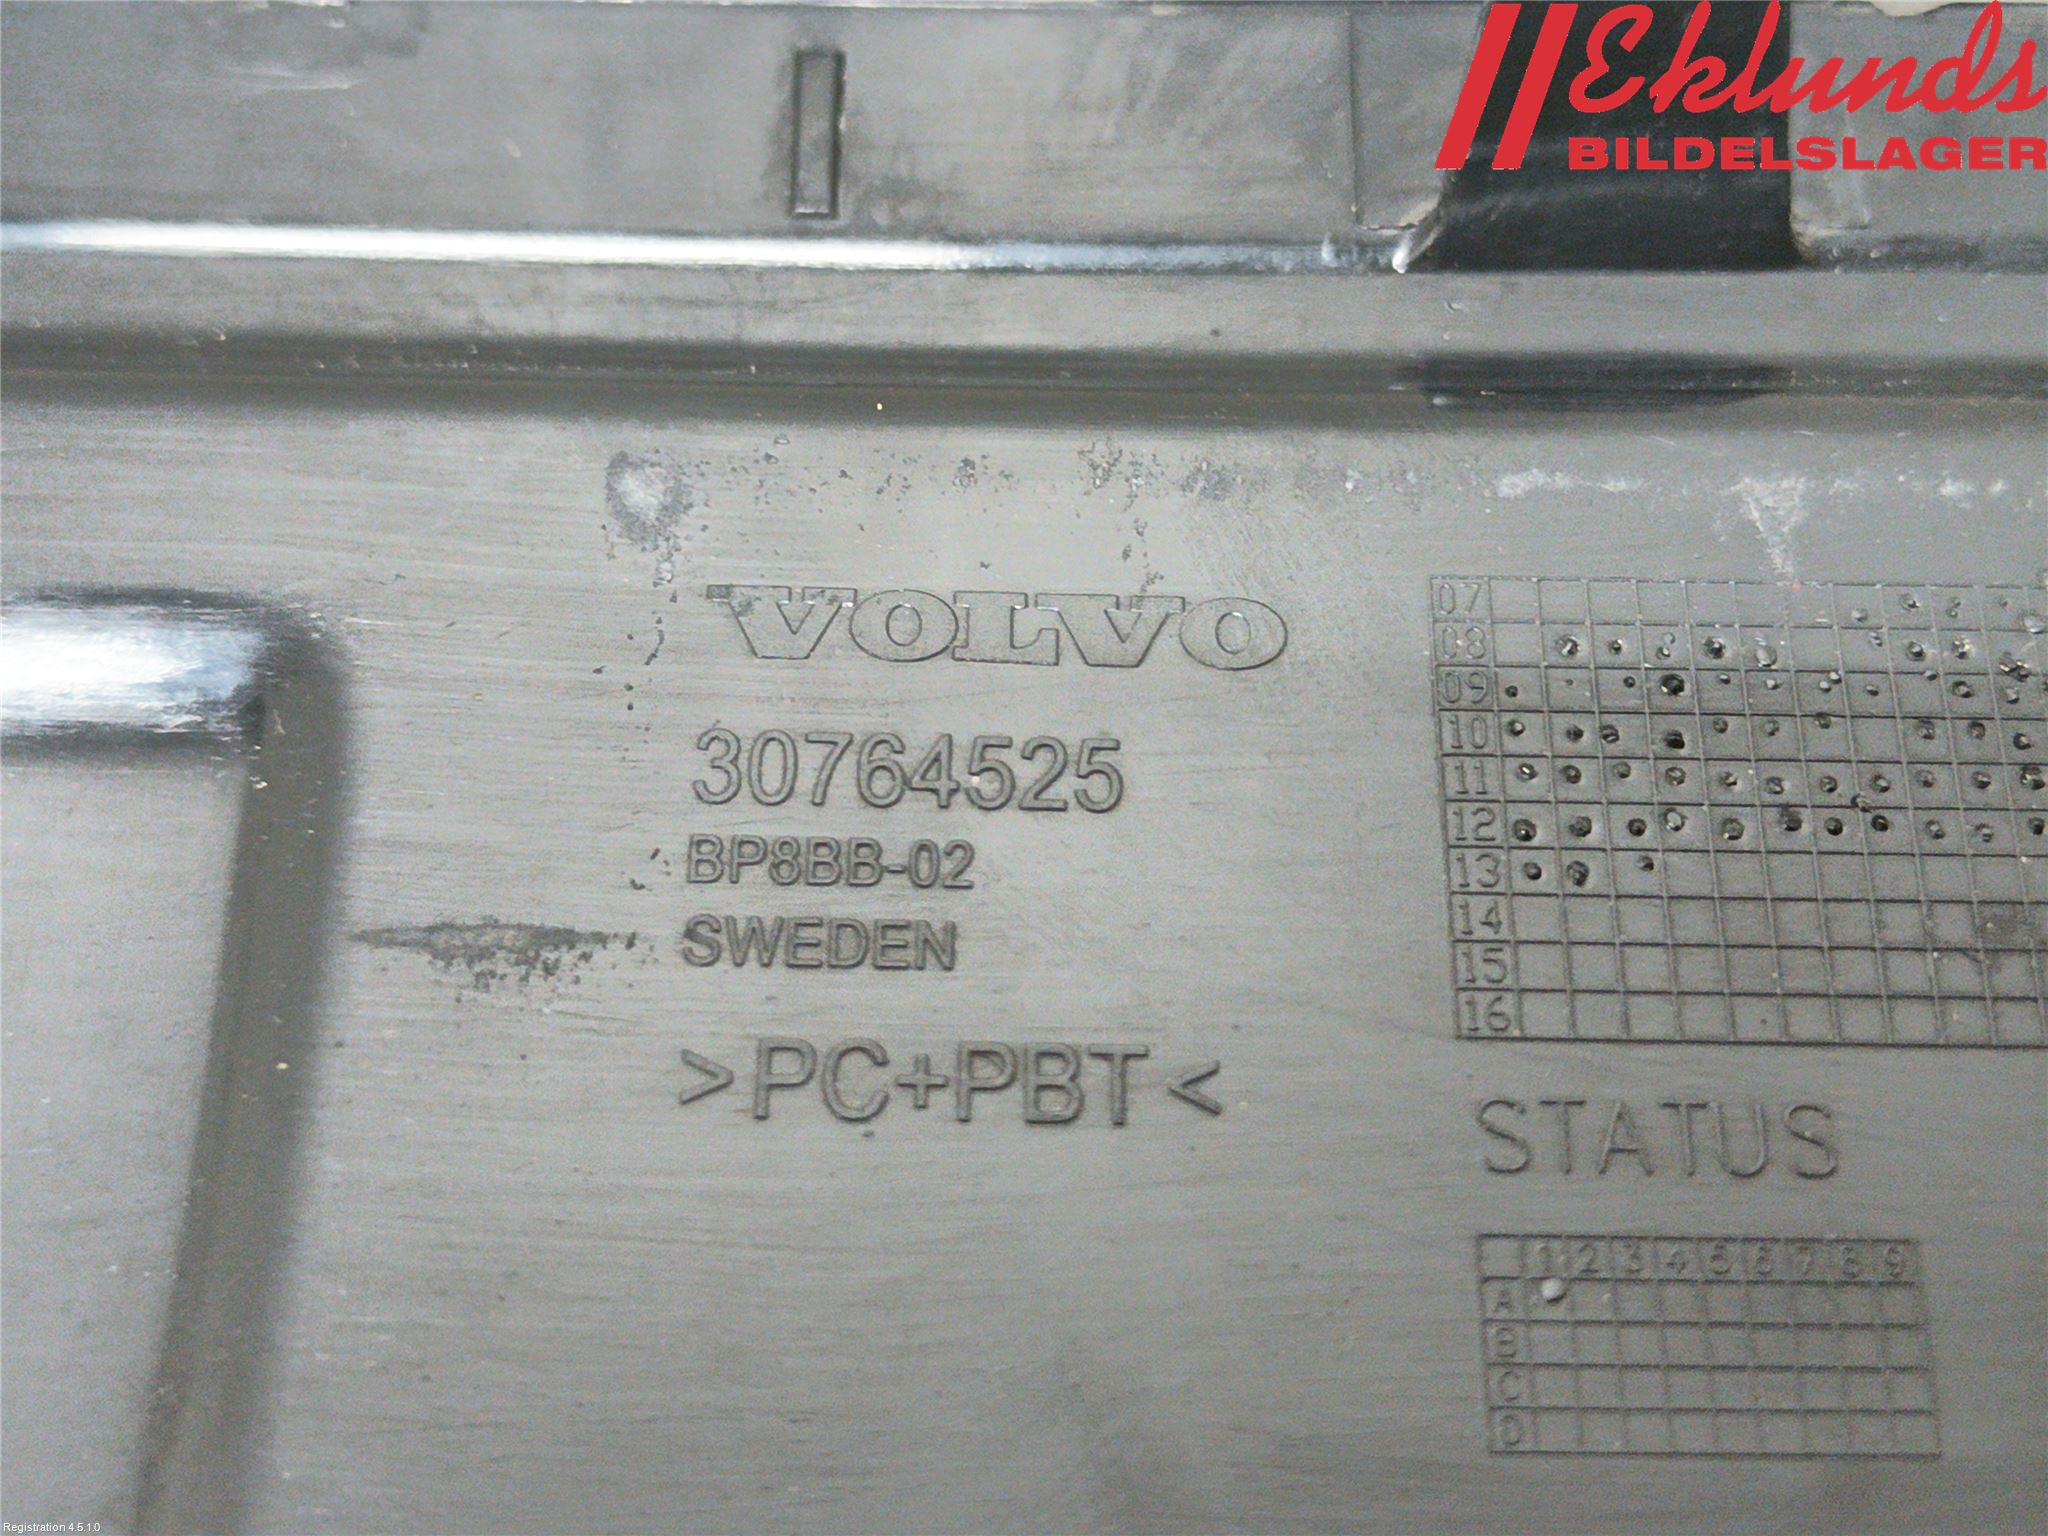 Eklunds
BILDELSLAGER
VOLVO
30764525
BP8BB-02
SWEDEN
>PC+PBT<
07
08
09
10
11
12
13
14
15
16
STATUS
1 2 3 4 5 6 7 8 9
A
B
C
D
Registration 4.5.1.0